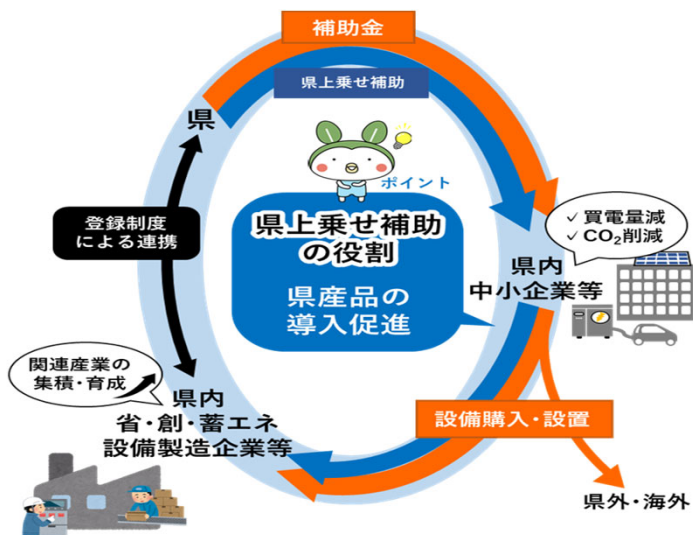 補助金
県上乗せ補助
県
ポイント
登録制度
による連携
県上乗せ補助
の役割
県産品の
導入促進
✓ 買電量減
✓ CO₂削減
県内
中小企業等
関連産業の
集積・育成
県内
省・創・蓄エネ
設備製造企業等
設備購入・設置
県外・海外